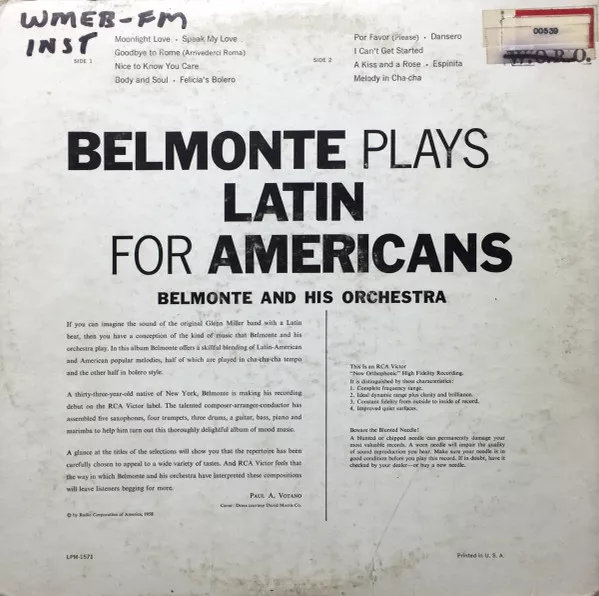 WMEB-FM
INST
00539
W.O.R.O.
SIDE 1
Moonlight Love • Speak My Love
Goodbye to Rome (Arrivederci Roma)
Nice to Know You Care
Body and Soul • Felicia's Bolero
SIDE 2
Por Favor (Please) • Dansero
I Can't Get Started
A Kiss and a Rose • Espinita
Melody in Cha-cha
BELMONTE PLAYS
LATIN
FOR AMERICANS
BELMONTE AND HIS ORCHESTRA
If you can imagine the sound of the original Glenn Miller band with a Latin
beat, then you have a conception of the kind of music that Belmonte and his
orchestra play. In this album Belmonte offers a skillful blending of Latin-American
and American popular melodies, half of which are played in cha-cha-cha tempo
and the other half in bolero style.
A thirty-three-year-old native of New York, Belmonte is making his recording
debut on the RCA Victor label. The talented composer-arranger-conductor has
assembled five saxophones, four trumpets, three drums, a guitar, bass, piano and
marimba to help him turn out this thoroughly delightful album of mood music.
A glance at the titles of the selections will show you that the repertoire has been
carefully chosen to appeal to a wide variety of tastes. And RCA Victor feels that
the way in which Belmonte and his orchestra have interpreted these compositions
will leave listeners begging for more.
PAUL A. VOTANO
Cover: Dress courtesy David Morris Co.
© by Radio Corporation of America, 1958
This Is an RCA Victor
"New Orthophonic" High Fidelity Recording.
It is distinguished by these characteristics:
1. Complete frequency range.
2. Ideal dynamic range plus clarity and brilliance.
3. Constant fidelity from outside to inside of record.
4. Improved quiet surfaces.
Beware the Blunted Needle!
A blunted or chipped needle can permanently damage your
most valuable records. A worn needle will impair the quality
of sound reproduction you hear. Make sure your needle is in
good condition before you play this record. If in doubt, have it
checked by your dealer—or buy a new needle.
LPM-1571
Printed in U. S. A.